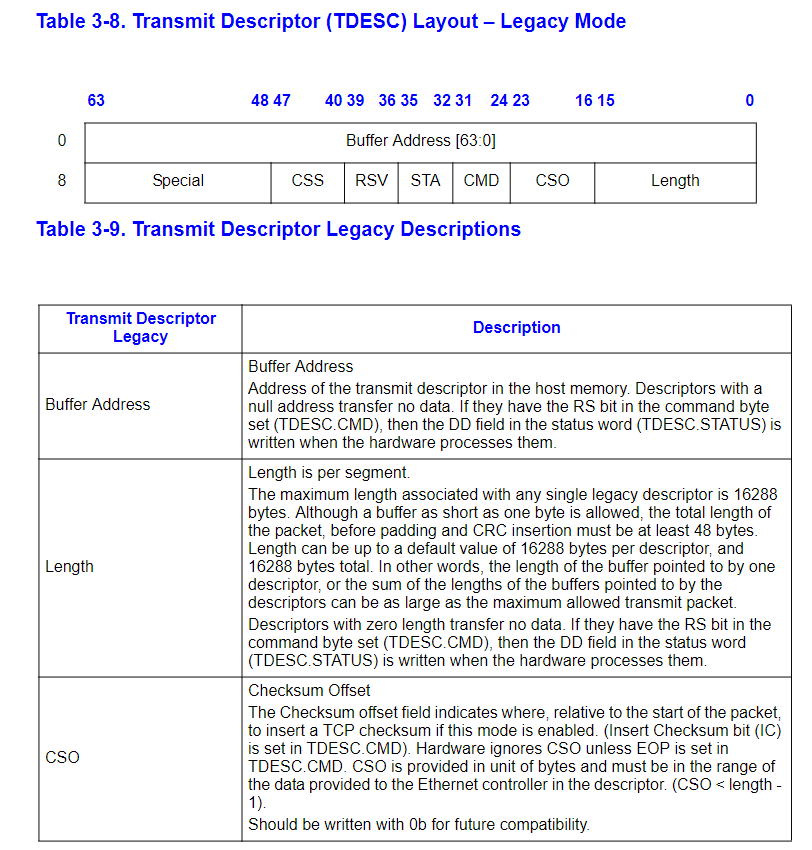 Table 3-8. Transmit Descriptor (TDESC) Layout – Legacy Mode
63 48 47 40 39 36 35 32 31 24 23 16 15 0
0 Buffer Address [63:0]
8 Special CSS RSV STA CMD CSO Length
Table 3-9. Transmit Descriptor Legacy Descriptions
Transmit Descriptor
Legacy
Description
Buffer Address
Buffer Address
Address of the transmit descriptor in the host memory. Descriptors with a
null address transfer no data. If they have the RS bit in the command byte
set (TDESC.CMD), then the DD field in the status word (TDESC.STATUS) is
written when the hardware processes them.
Length
Length is per segment.
The maximum length associated with any single legacy descriptor is 16288
bytes. Although a buffer as short as one byte is allowed, the total length of
the packet, before padding and CRC insertion must be at least 48 bytes.
Length can be up to a default value of 16288 bytes per descriptor, and
16288 bytes total. In other words, the length of the buffer pointed to by one
descriptor, or the sum of the lengths of the buffers pointed to by the
descriptors can be as large as the maximum allowed transmit packet.
Descriptors with zero length transfer no data. If they have the RS bit in the
command byte set (TDESC.CMD), then the DD field in the status word
(TDESC.STATUS) is written when the hardware processes them.
CSO
Checksum Offset
The Checksum offset field indicates where, relative to the start of the packet,
to insert a TCP checksum if this mode is enabled. (Insert Checksum bit (IC)
is set in TDESC.CMD). Hardware ignores CSO unless EOP is set in
TDESC.CMD. CSO is provided in unit of bytes and must be in the range of
the data provided to the Ethernet controller in the descriptor. (CSO < length -
1).
Should be written with 0b for future compatibility.